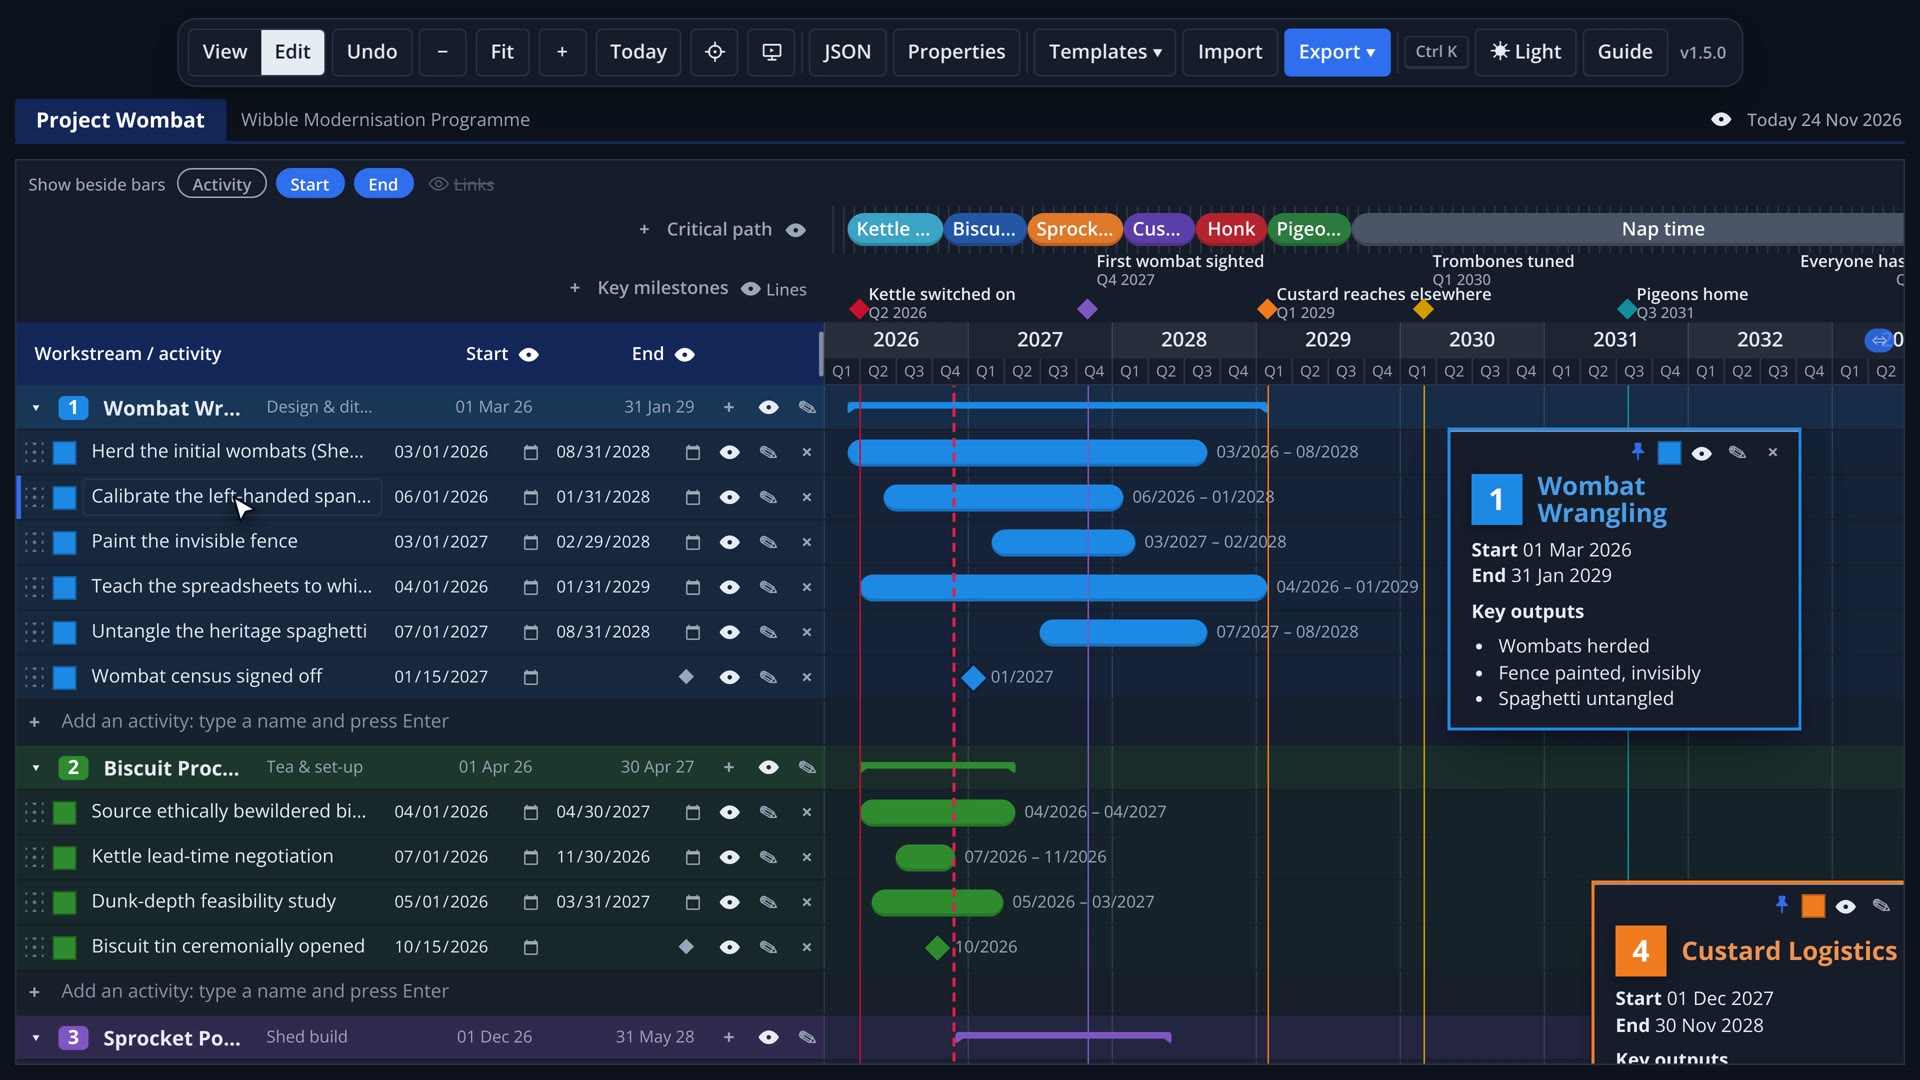 View Edit Undo − Fit + Today JSON Properties Templates ▾ Import Export ▾ Ctrl K ☀ Light Guide v1.5.0
Project Wombat Wibble Modernisation Programme Today 24 Nov 2026
Show beside bars Activity Start End Links
+ Critical path Kettle ... Biscu... Sprock... Cus... Honk Pigeo... Nap time
First wombat sighted Trombones tuned Everyone has
Q4 2027 Q1 2030
+ Key milestones Lines Kettle switched on Custard reaches elsewhere Pigeons home
Q2 2026 Q1 2029 Q3 2031
Workstream / activity Start End 2026 2027 2028 2029 2030 2031 2032
Q1 Q2 Q3 Q4 Q1 Q2 Q3 Q4 Q1 Q2 Q3 Q4 Q1 Q2 Q3 Q4 Q1 Q2 Q3 Q4 Q1 Q2 Q3 Q4 Q1 Q2 Q3 Q4 Q1 Q2
1 Wombat Wr... Design & dit... 01 Mar 26 31 Jan 29 +
Herd the initial wombats (She... 03/01/2026 08/31/2028 × 03/2026 – 08/2028
Calibrate the left-handed span... 06/01/2026 01/31/2028 × 06/2026 – 01/2028
Paint the invisible fence 03/01/2027 02/29/2028 × 03/2027 – 02/2028
Teach the spreadsheets to whi... 04/01/2026 01/31/2029 × 04/2026 – 01/2029
Untangle the heritage spaghetti 07/01/2027 08/31/2028 × 07/2027 – 08/2028
Wombat census signed off 01/15/2027 × 01/2027
+ Add an activity: type a name and press Enter
2 Biscuit Proc... Tea & set-up 01 Apr 26 30 Apr 27 +
Source ethically bewildered bi... 04/01/2026 04/30/2027 × 04/2026 – 04/2027
Kettle lead-time negotiation 07/01/2026 11/30/2026 × 07/2026 – 11/2026
Dunk-depth feasibility study 05/01/2026 03/31/2027 × 05/2026 – 03/2027
Biscuit tin ceremonially opened 10/15/2026 × 10/2026
+ Add an activity: type a name and press Enter
3 Sprocket Po... Shed build 01 Dec 26 31 May 28 +
×
1 Wombat
Wrangling
Start 01 Mar 2026
End 31 Jan 2029
Key outputs
• Wombats herded
• Fence painted, invisibly
• Spaghetti untangled
4 Custard Logistics
Start 01 Dec 2027
End 30 Nov 2028
Key outputs